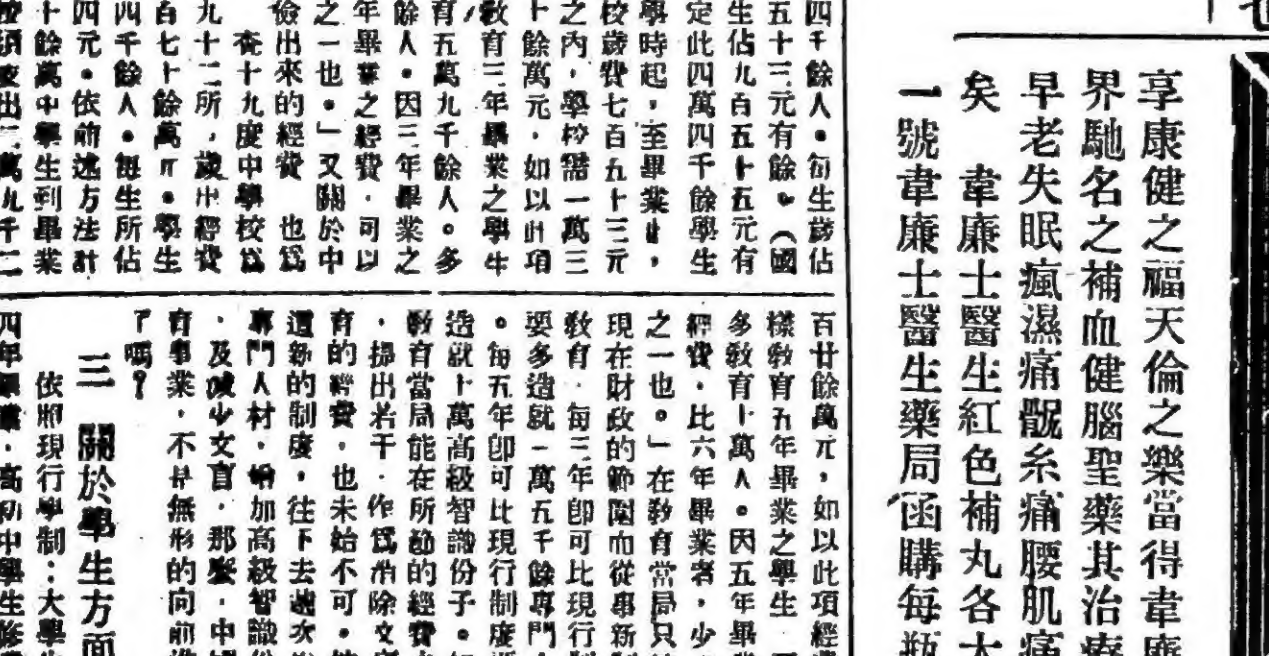 享康健之福天倫之樂當得韋廉
界馳名之補血健腦聖藥其治療
早老失眠瘋濕痛骽糸痛腰肌痛
矣 韋廉士醫生紅色補丸各大
一號韋廉士醫生藥局函購每瓶
四千餘人。每生歲佔
五十三元有餘。(國
生佔九百五十五元有
定此四萬四千餘學生
學時起,至畢業止,
校歲費七百五十三元
之內,學校需一萬三
十餘萬元,如以此項
教育三年畢業之學生
育五萬九千餘人。多
餘人。因三年畢業之
年畢業之經費,可以
之一也。」又關於中
儉出來的經費 也爲
查十九度中學校爲
九十二所,歲出經費
百七十餘萬元。學生
四千餘人。每生所佔
四元。依前述方法計
十餘萬中學生到畢業
百廿餘萬元,如以此項經
樣教育五年畢業之學生
多教育十萬人。因五年畢
經費,比六年畢業者,少
之一也。」在教育當局只
現在財政的範圍而從事新
教育,每三年卽可比現行
要多造就一萬五千餘專門
。每五年卽可比現行制度
造就十萬高級智識份子。
教育當局能在所節的經費
,提出若干,作爲消除文
育的經費,也未始不可。
還新的制度,往下去遞次
專門人材,增加高級智識
,及減少文盲,那麼,中
育事業,不是無形的向前
了嗎?
三 關於學生方面
依照現行學制:大學
四年畢業,高初中學生修